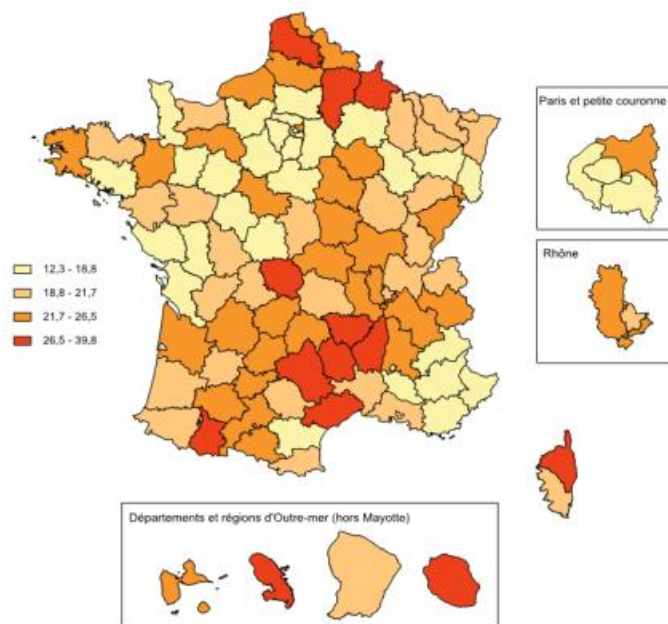 Paris et petite couronne
Rhône
12,3 - 18,8
18,8 - 21,7
21,7 - 26,5
26,5 - 39,8
Départements et régions d'Outre-mer (hors Mayotte)